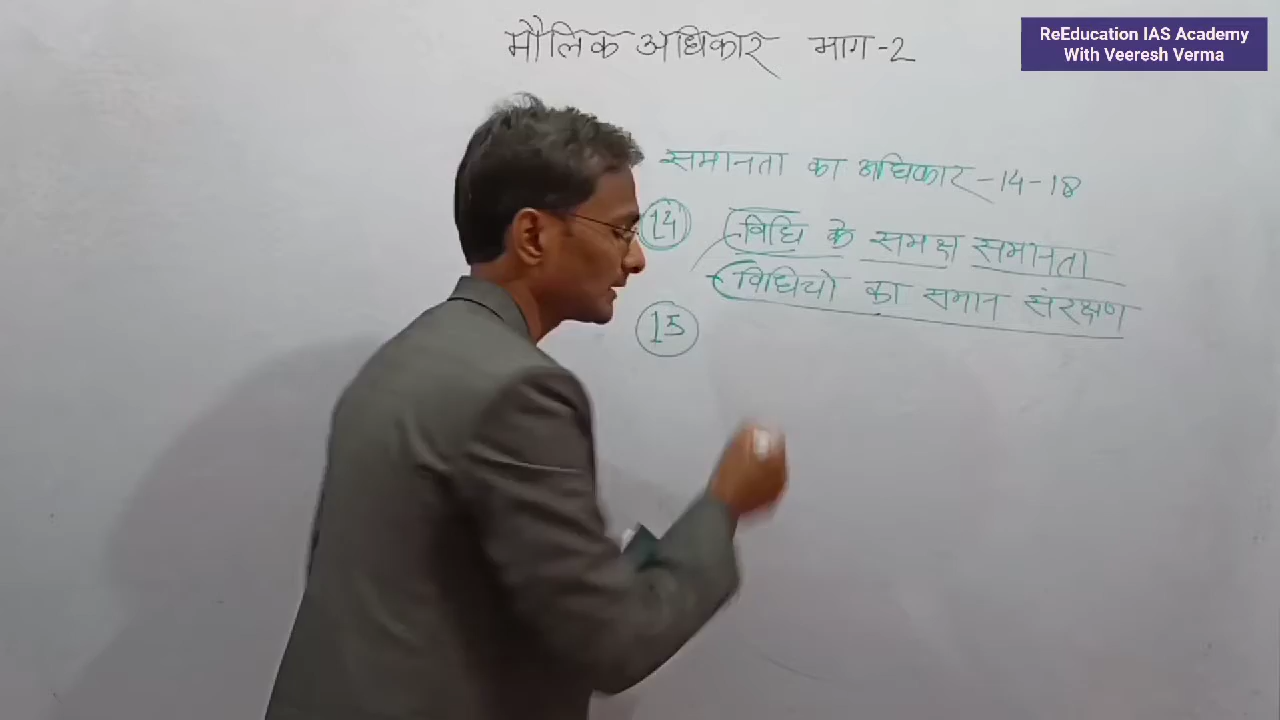 ReEducation IAS Academy
With Veeresh Verma
मौलिक अधिकार भाग-2
समानता का अधिकार-14-18
14 विधि के समक्ष समानता
विधियो का समान संरक्षण
15